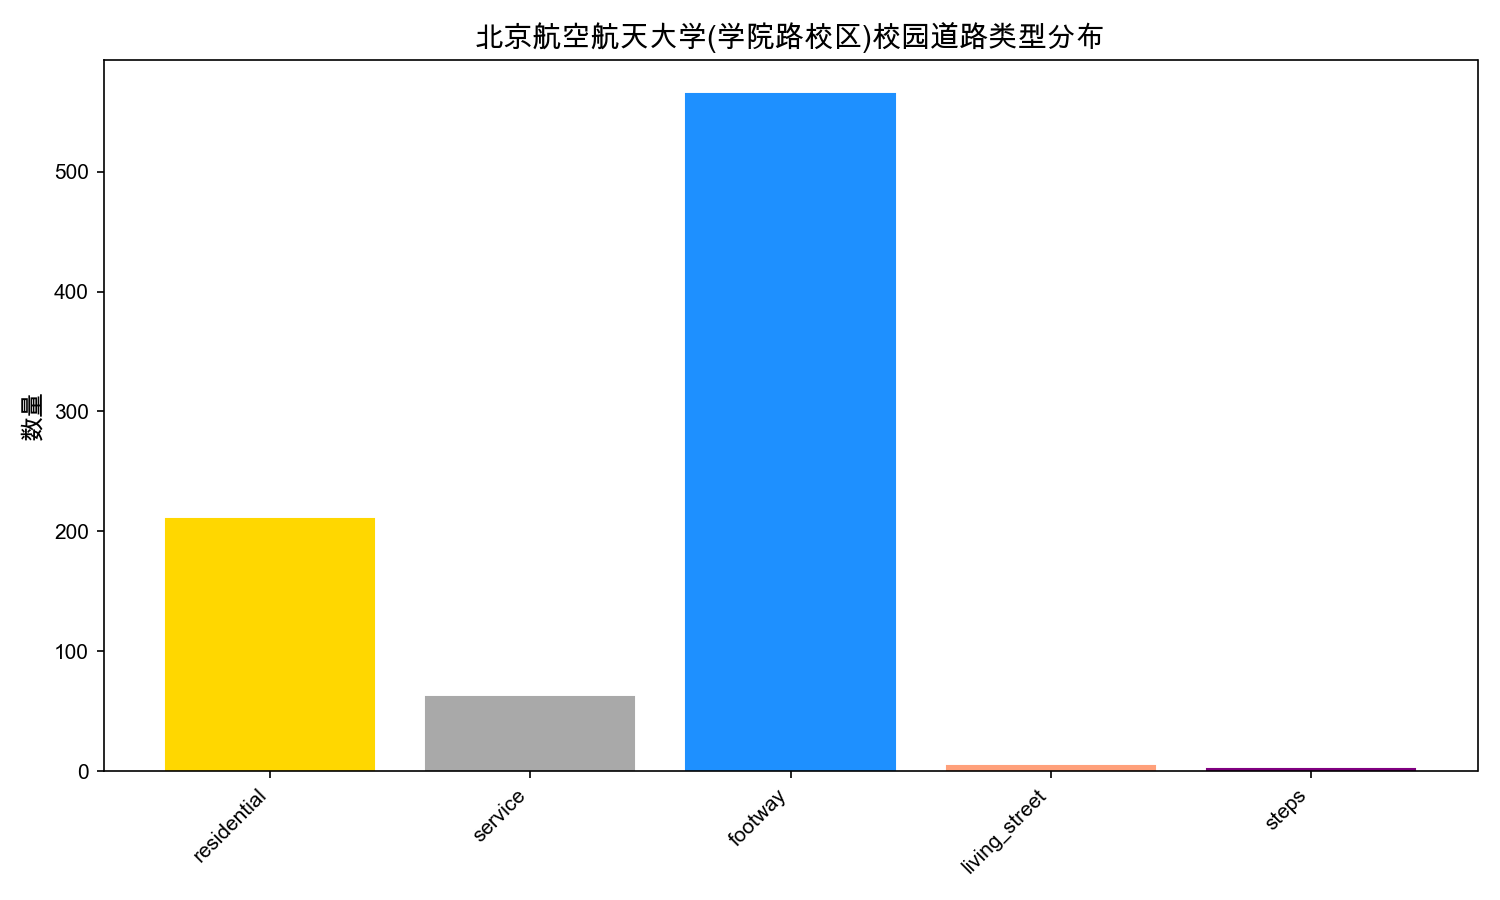 北京航空航天大学(学院路校区)校园道路类型分布
数量
500
400
300
200
100
0
residential
service
footway
living_street
steps